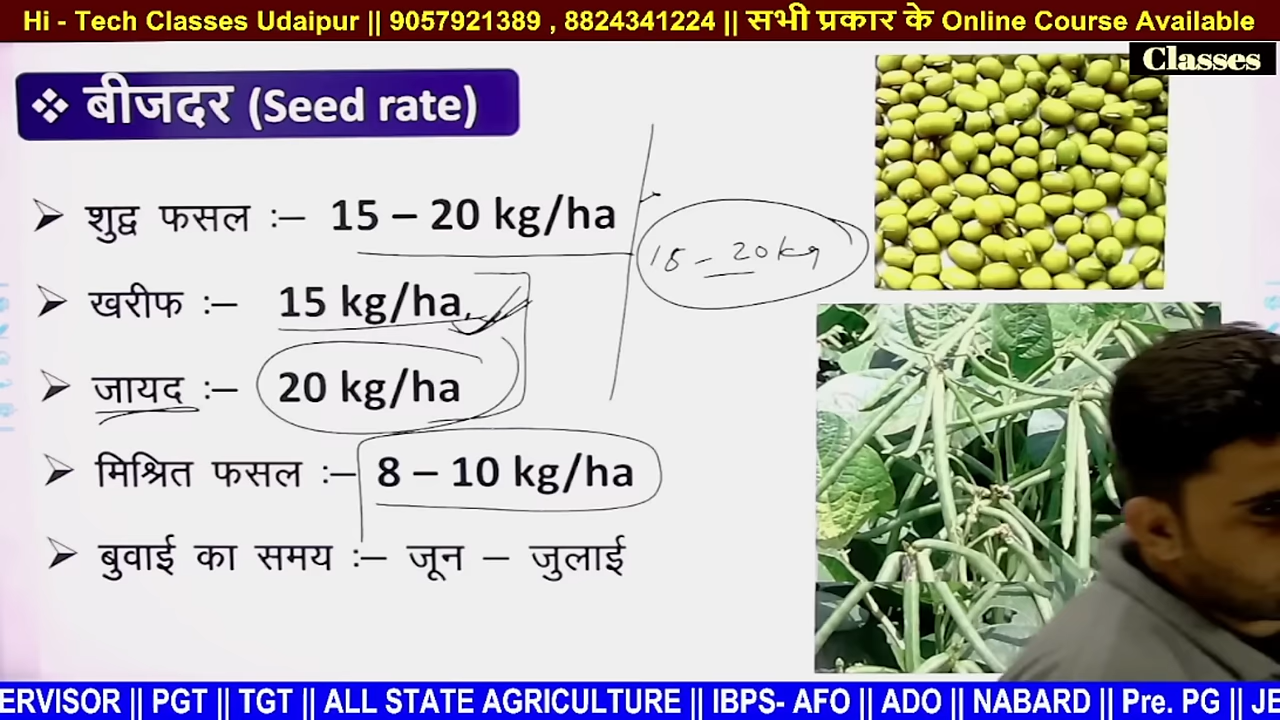 Hi - Tech Classes Udaipur || 9057921389 , 8824341224 || सभी प्रकार के Online Course Available
Classes
❖ बीजदर (Seed rate)
➢ शुद्व फसल :– 15 – 20 kg/ha
15 – 20 kg
➢ खरीफ :– 15 kg/ha,
➢ जायद :– 20 kg/ha
➢ मिश्रित फसल :– 8 – 10 kg/ha
➢ बुवाई का समय :– जून – जुलाई
ERVISOR || PGT || TGT || ALL STATE AGRICULTURE || IBPS- AFO || ADO || NABARD || Pre. PG || JE